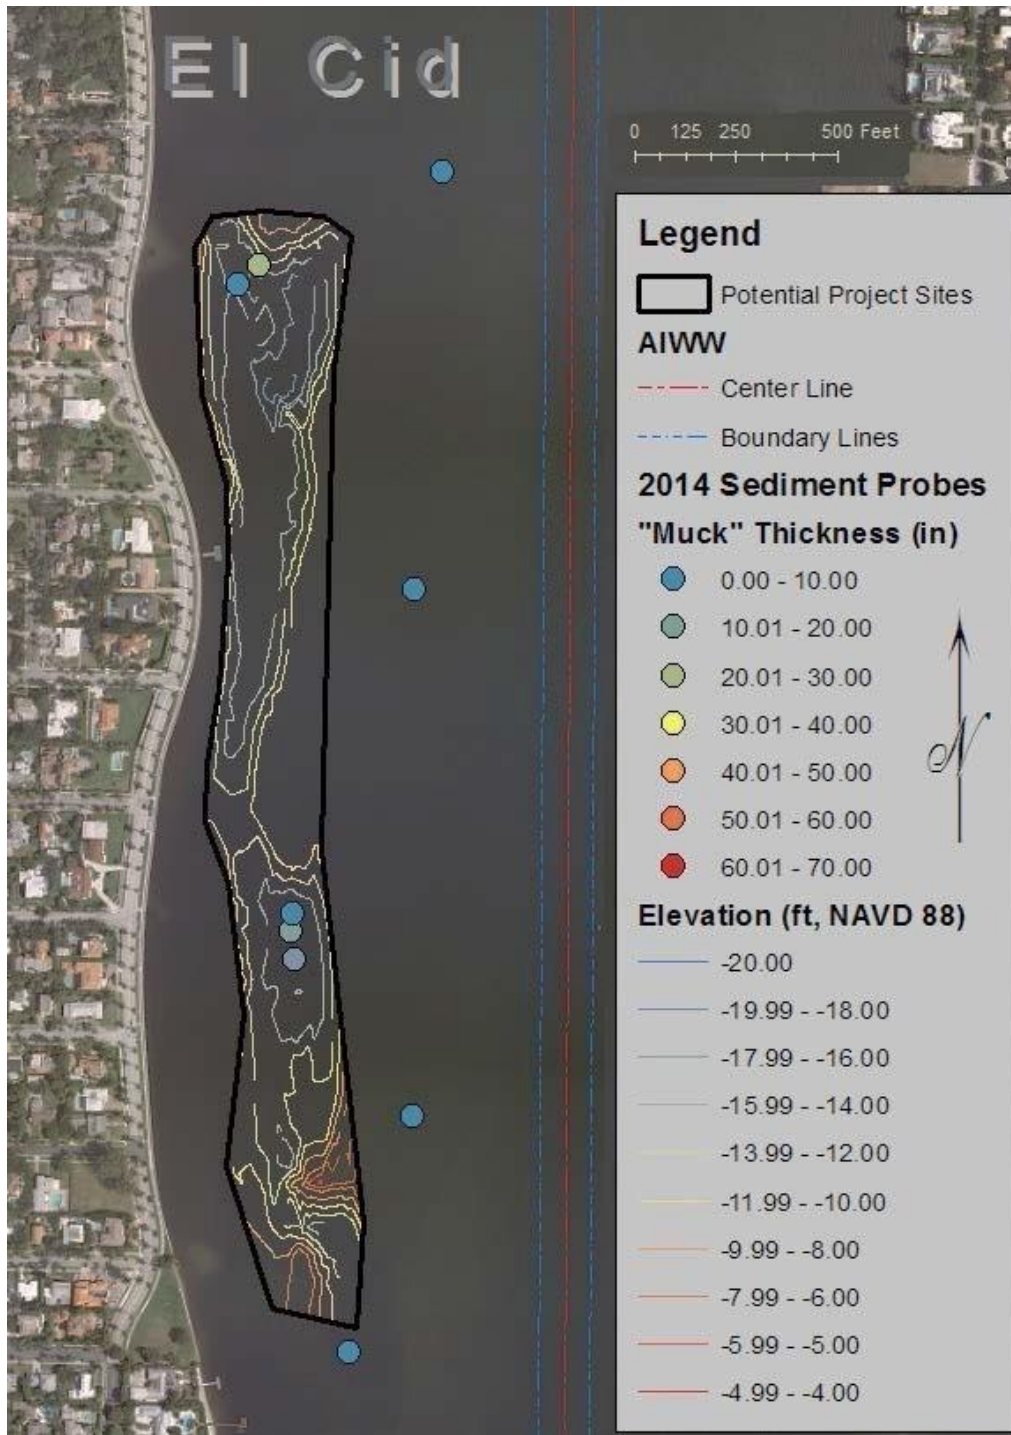 El Cid
0 125 250 500 Feet
Legend
Potential Project Sites
AIWW
Center Line
Boundary Lines
2014 Sediment Probes
"Muck" Thickness (in)
0.00 - 10.00
10.01 - 20.00
20.01 - 30.00
30.01 - 40.00
40.01 - 50.00
50.01 - 60.00
60.01 - 70.00
N
Elevation (ft, NAVD 88)
-20.00
-19.99 - -18.00
-17.99 - -16.00
-15.99 - -14.00
-13.99 - -12.00
-11.99 - -10.00
-9.99 - -8.00
-7.99 - -6.00
-5.99 - -5.00
-4.99 - -4.00